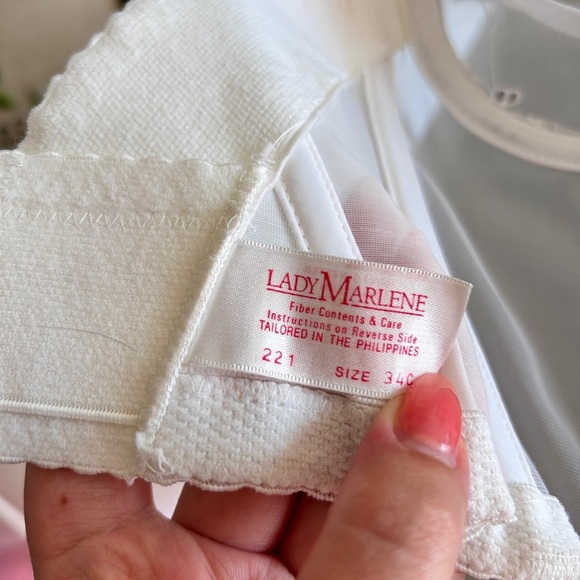 LADY MARLENE
Fiber Contents & Care
Instructions on Reverse Side
TAILORED IN THE PHILIPPINES
221 SIZE 34C